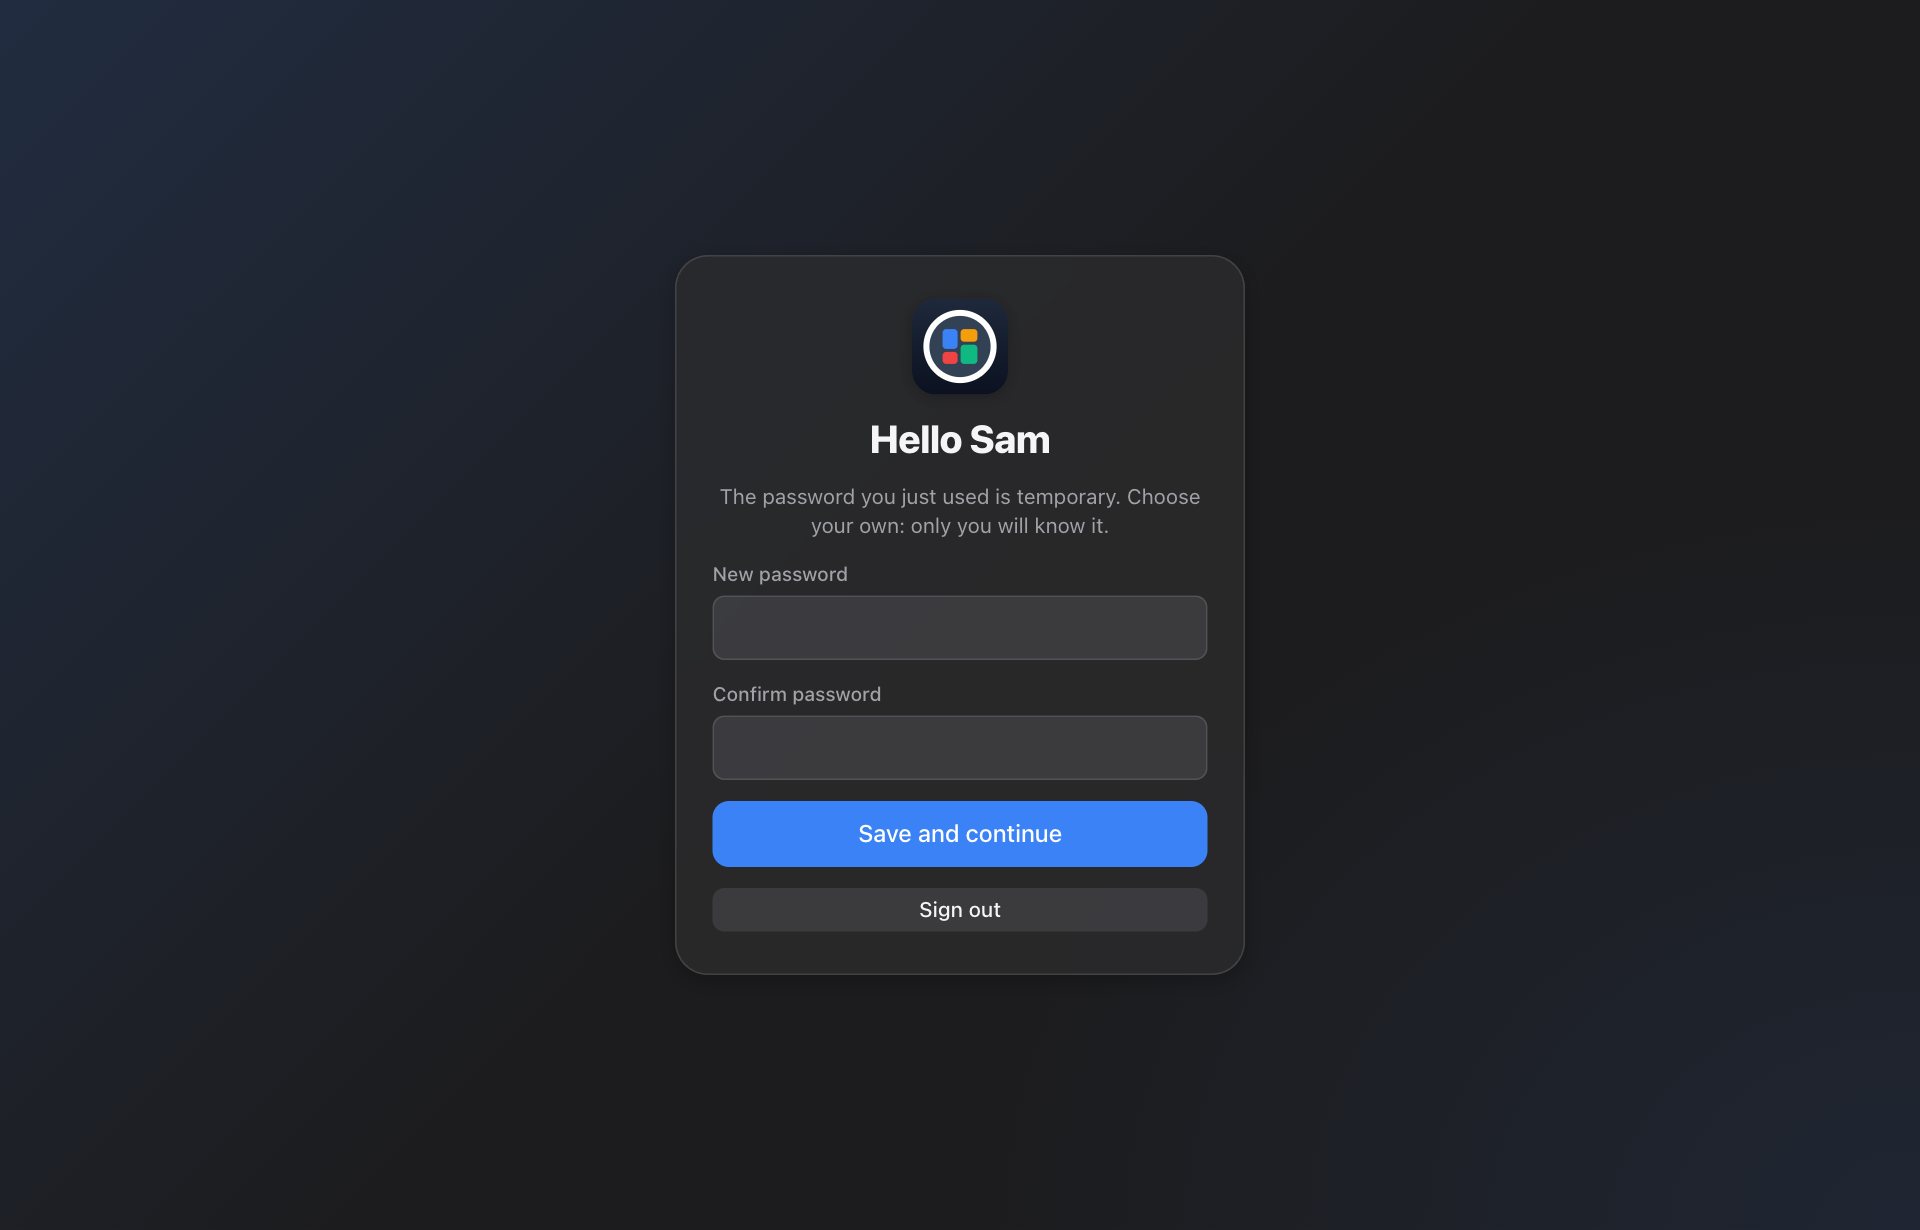 Hello Sam
The password you just used is temporary. Choose
your own: only you will know it.
New password
Confirm password
Save and continue
Sign out